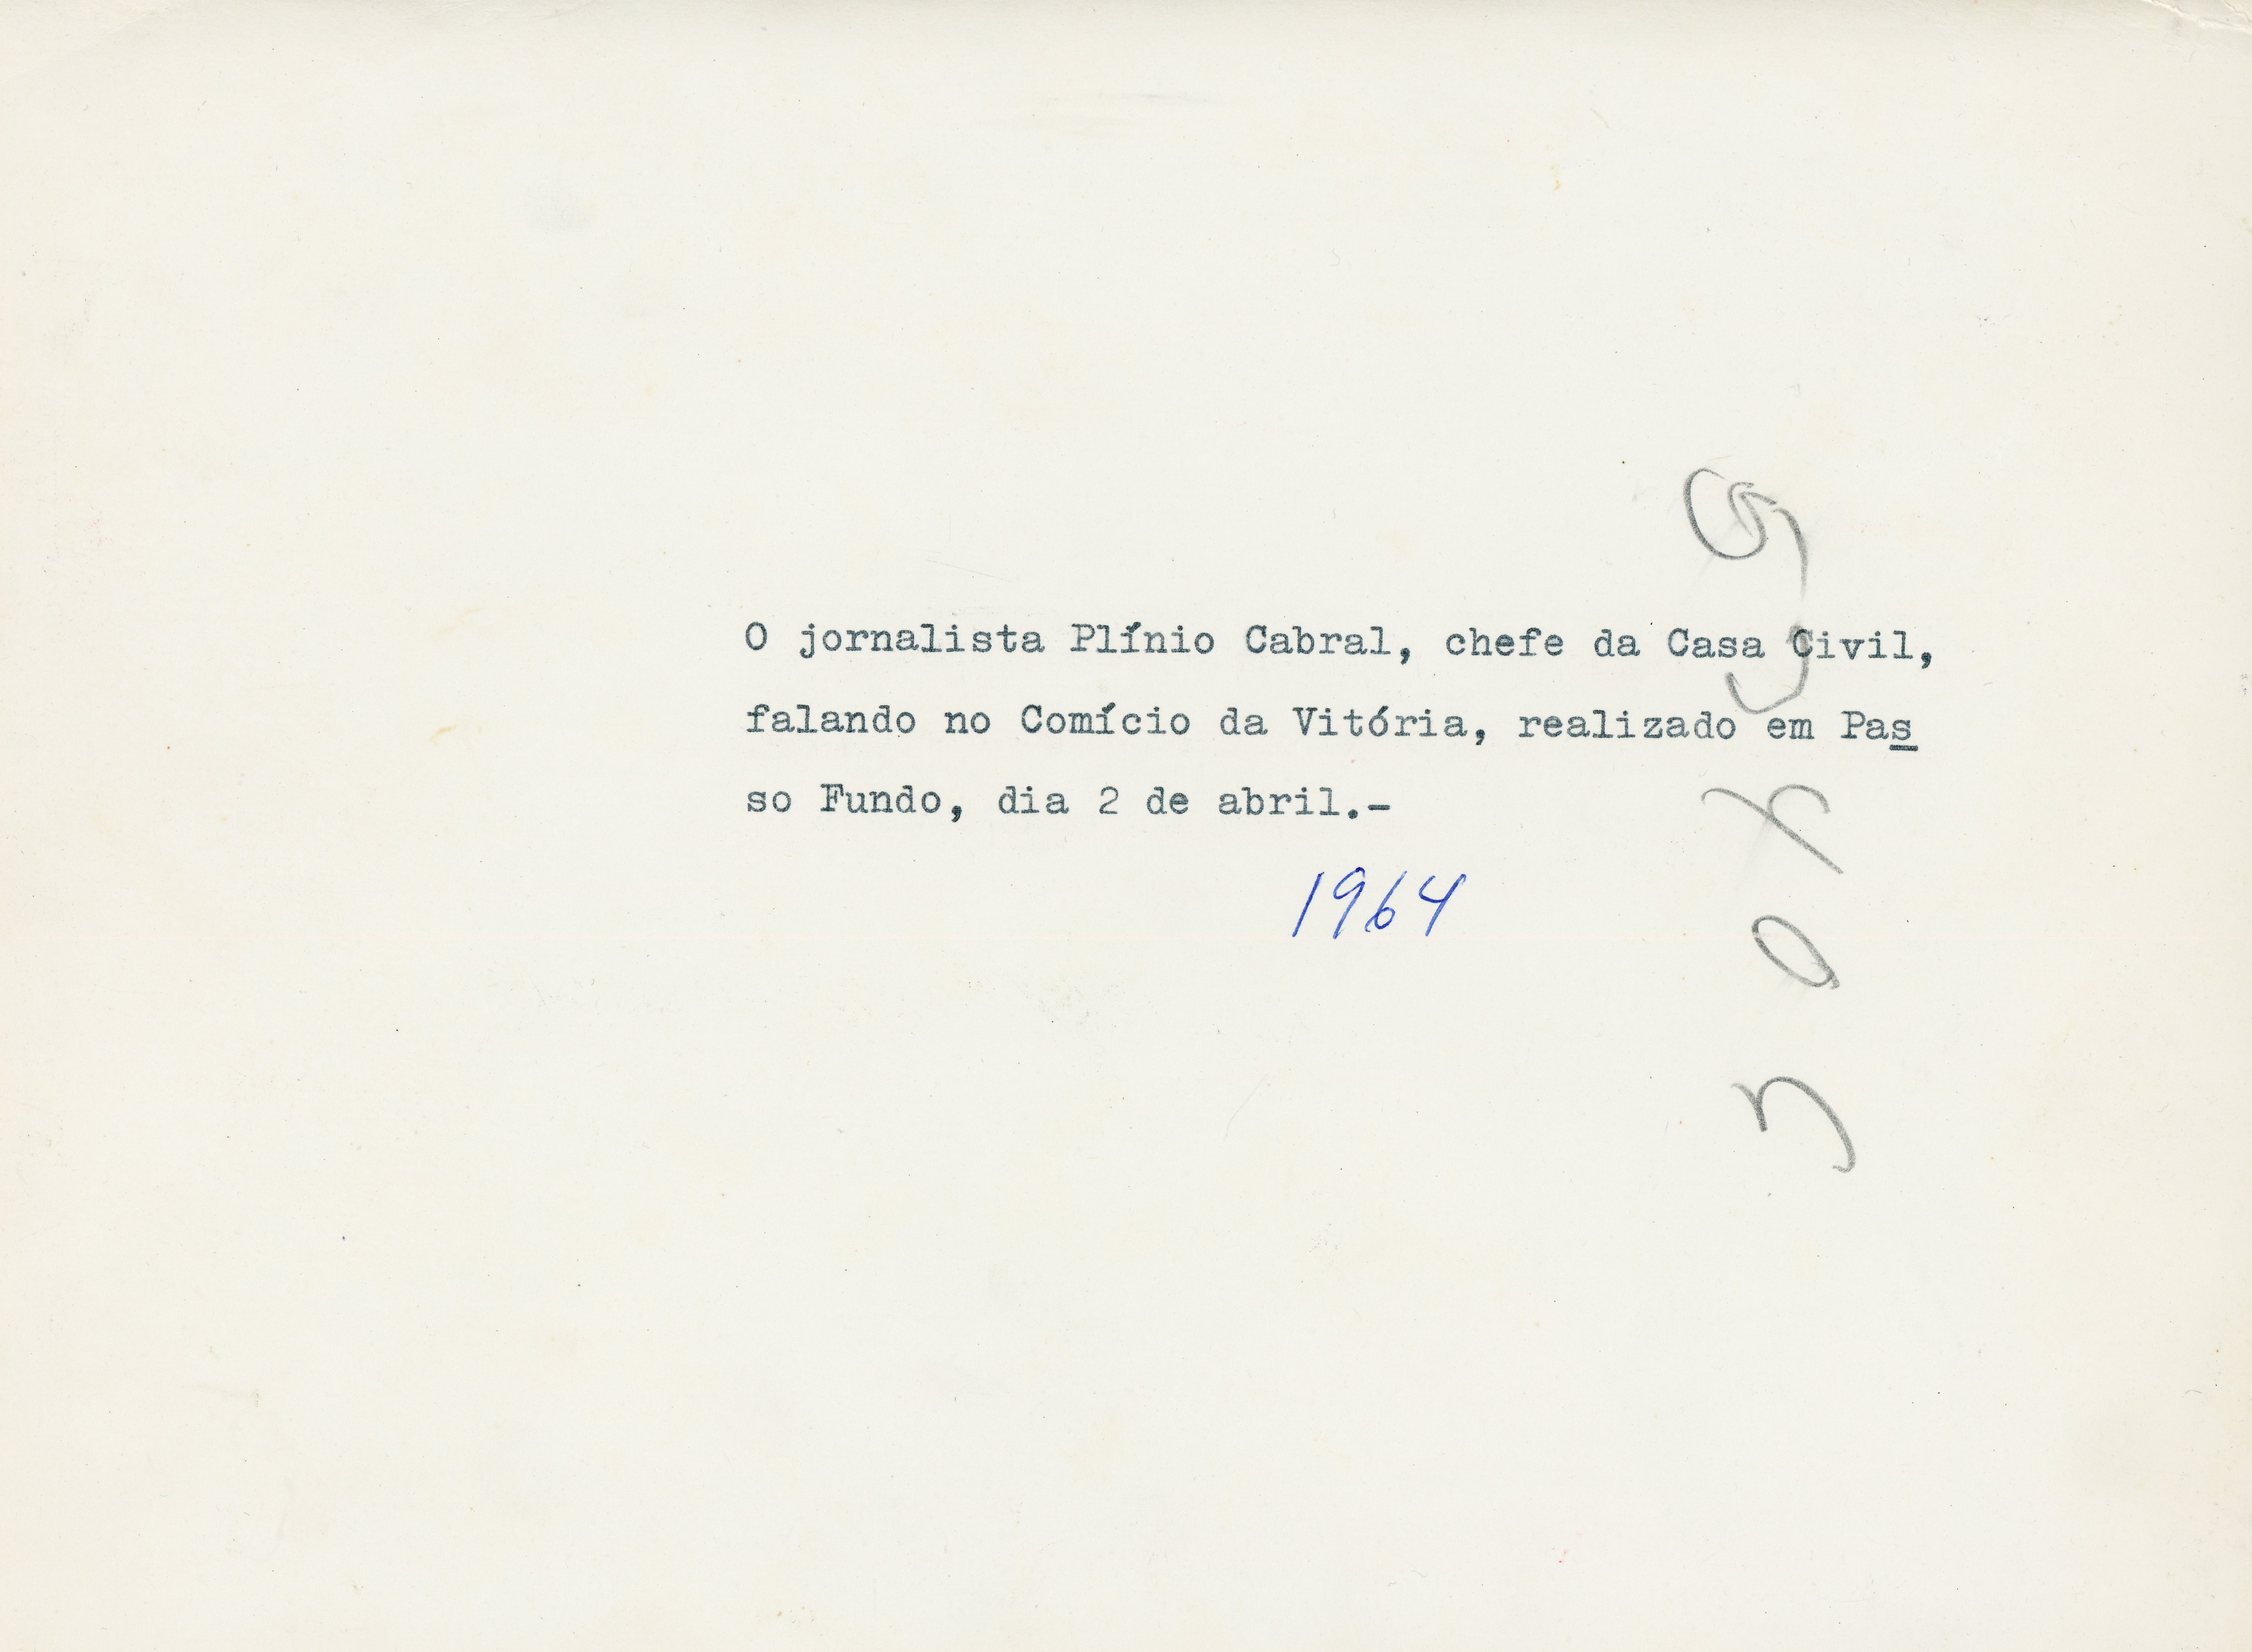 O jornalista Plínio Cabral, chefe da Casa Civil,
falando no Comício da Vitória, realizado em Pas
so Fundo, dia 2 de abril.-
1964